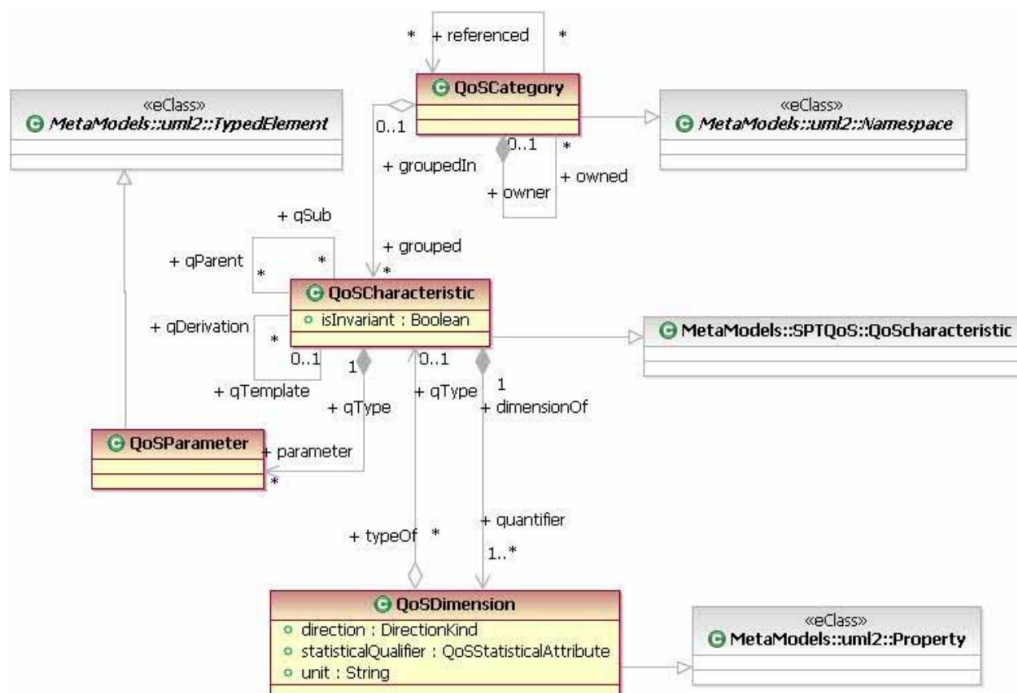 * + referenced *
QoSCategory
«eClass»
MetaModels::uml2::TypedElement
«eClass»
MetaModels::uml2::Namespace
0..1
0..1 *
+ groupedIn
+ owned
+ owner
+ qSub
+ grouped
+ qParent
*
*
*
QoSCharacteristic
isInvariant : Boolean
+ qDerivation
*
MetaModels::SPTQoS::QoScharacteristic
0..1
1
0..1
1
+ qTemplate
+ qType
+ qType
+ dimensionOf
QoSParameter
+ parameter
*
+ quantifier
+ typeOf *
1..*
QoSDimension
direction : DirectionKind
statisticalQualifier : QoSStatisticalAttribute
unit : String
«eClass»
MetaModels::uml2::Property